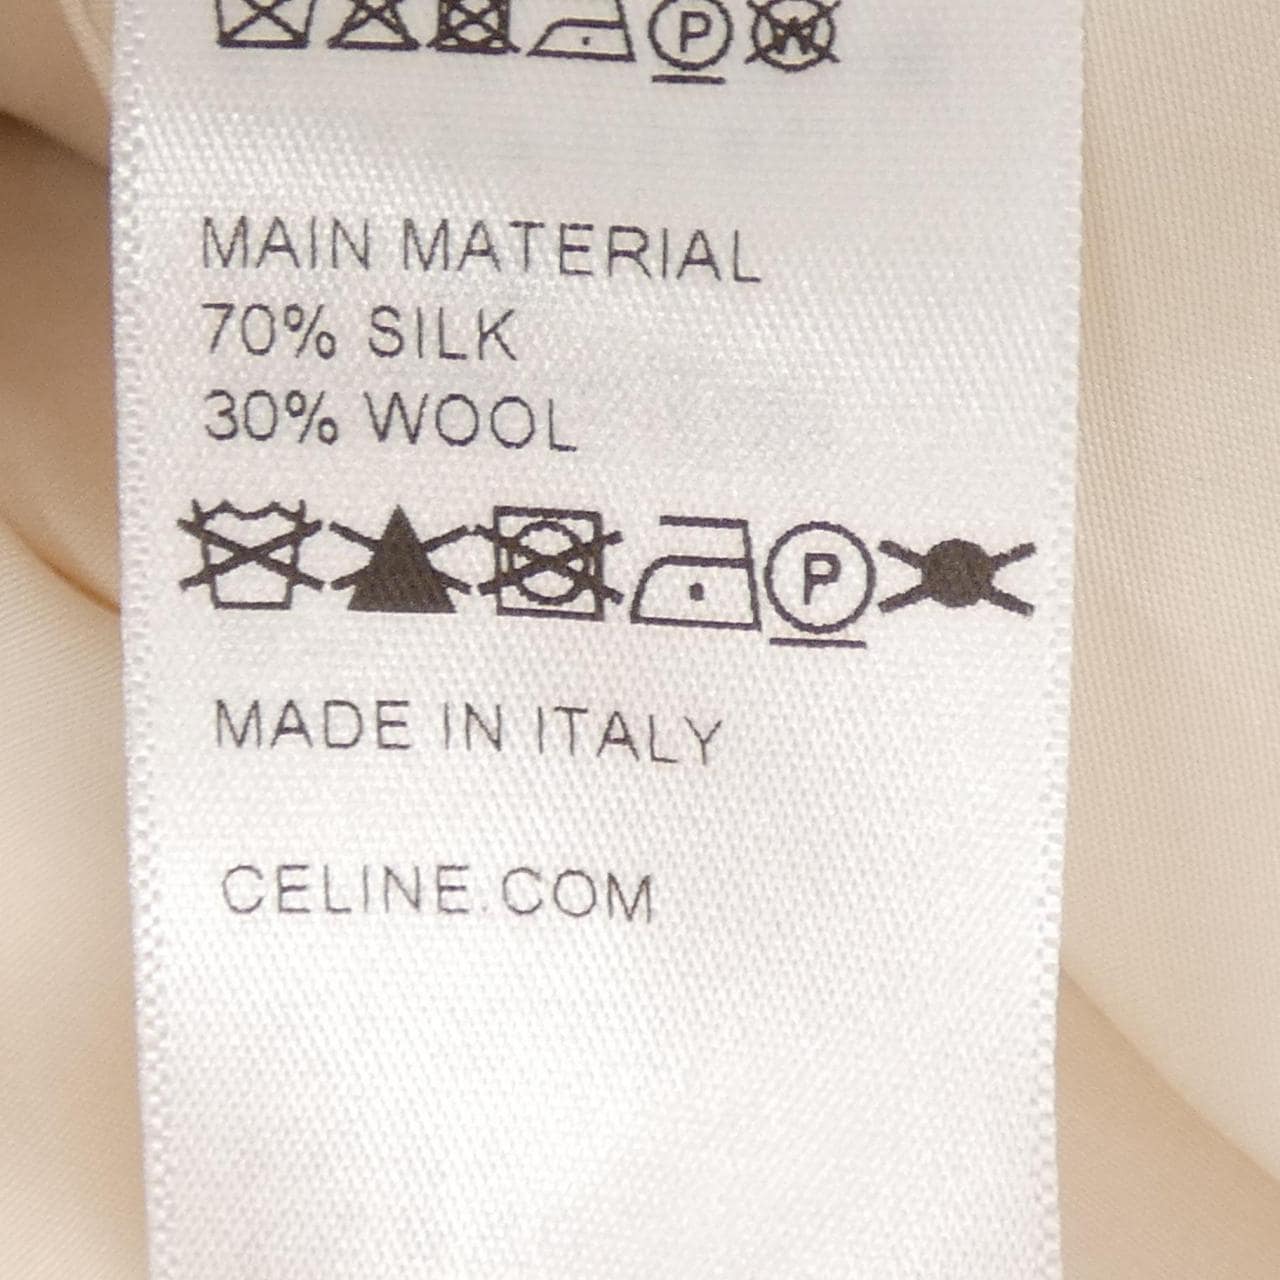 P W
MAIN MATERIAL
70% SILK
30% WOOL
P
MADE IN ITALY
CELINE.COM